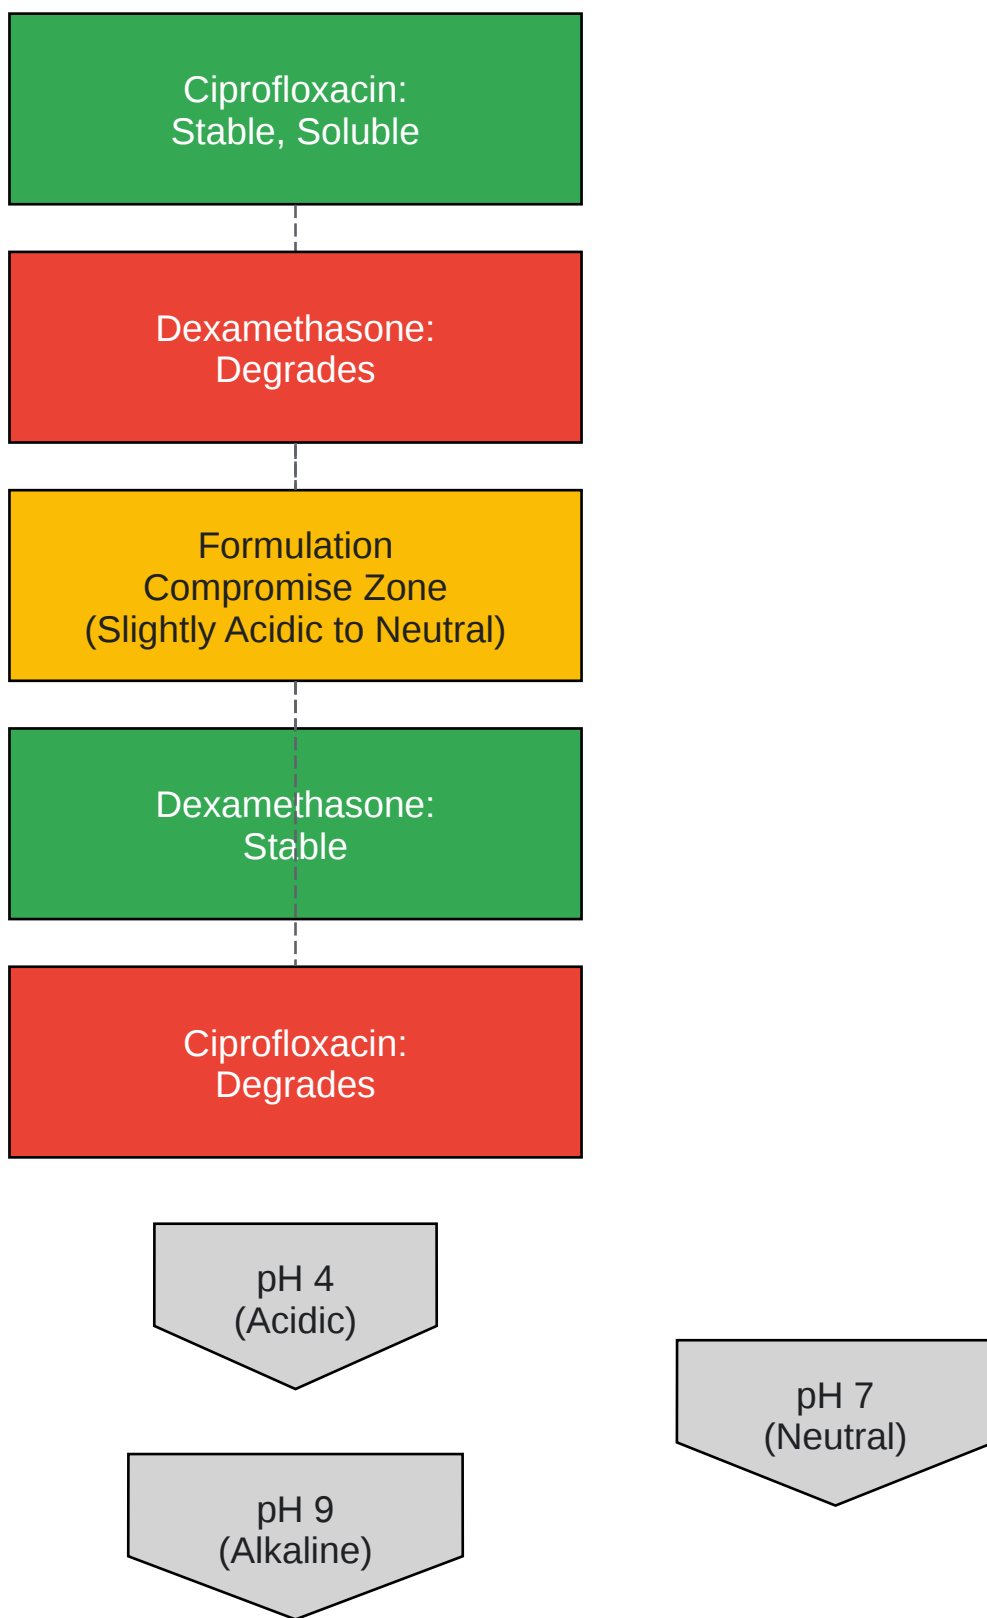 Ciprofloxacin:
Stable, Soluble
Dexamethasone:
Degrades
Formulation
Compromise Zone
(Slightly Acidic to Neutral)
Dexamethasone:
Stable
Ciprofloxacin:
Degrades
pH 4
(Acidic)
pH 7
(Neutral)
pH 9
(Alkaline)